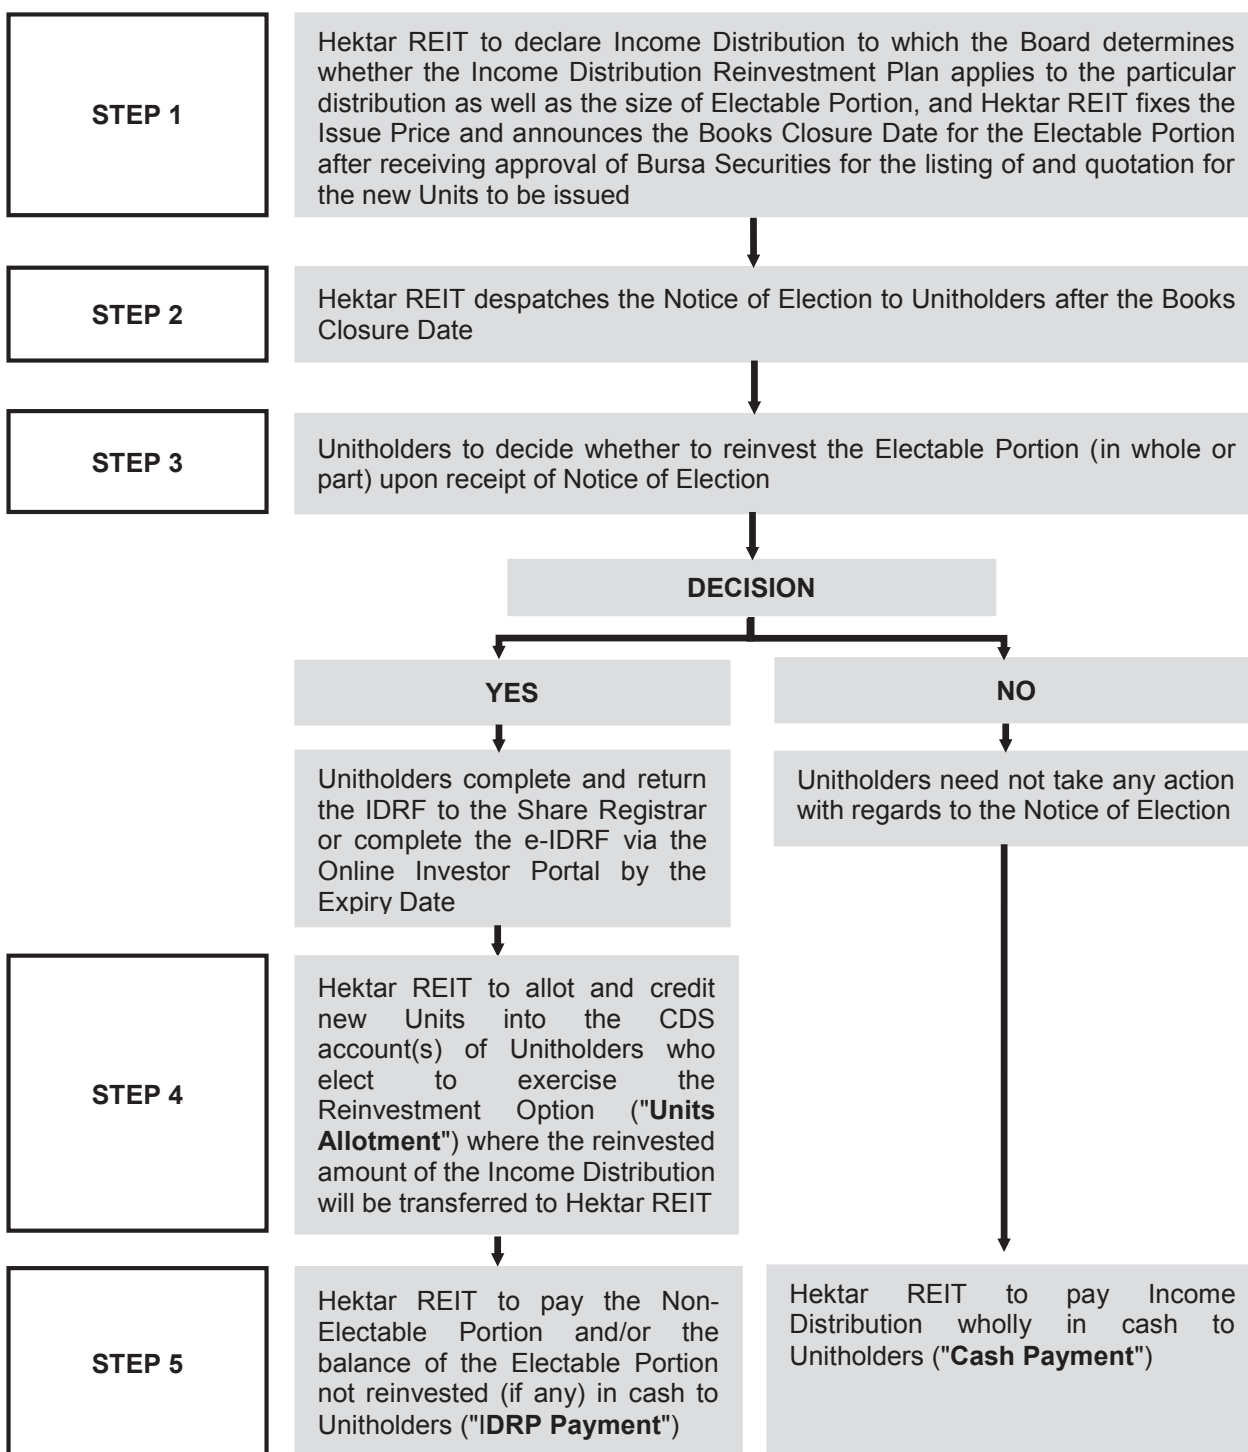 STEP 1
Hektar REIT to declare Income Distribution to which the Board determines
whether the Income Distribution Reinvestment Plan applies to the particular
distribution as well as the size of Electable Portion, and Hektar REIT fixes the
Issue Price and announces the Books Closure Date for the Electable Portion
after receiving approval of Bursa Securities for the listing of and quotation for
the new Units to be issued
STEP 2
Hektar REIT despatches the Notice of Election to Unitholders after the Books
Closure Date
STEP 3
Unitholders to decide whether to reinvest the Electable Portion (in whole or
part) upon receipt of Notice of Election
DECISION
YES
NO
Unitholders complete and return
the IDRF to the Share Registrar
or complete the e-IDRF via the
Online Investor Portal by the
Expiry Date
Unitholders need not take any action
with regards to the Notice of Election
STEP 4
Hektar REIT to allot and credit
new Units into the CDS
account(s) of Unitholders who
elect to exercise the
Reinvestment Option ("Units
Allotment") where the reinvested
amount of the Income Distribution
will be transferred to Hektar REIT
STEP 5
Hektar REIT to pay the Non-
Electable Portion and/or the
balance of the Electable Portion
not reinvested (if any) in cash to
Unitholders ("IDRP Payment")
Hektar REIT to pay Income
Distribution wholly in cash to
Unitholders ("Cash Payment")